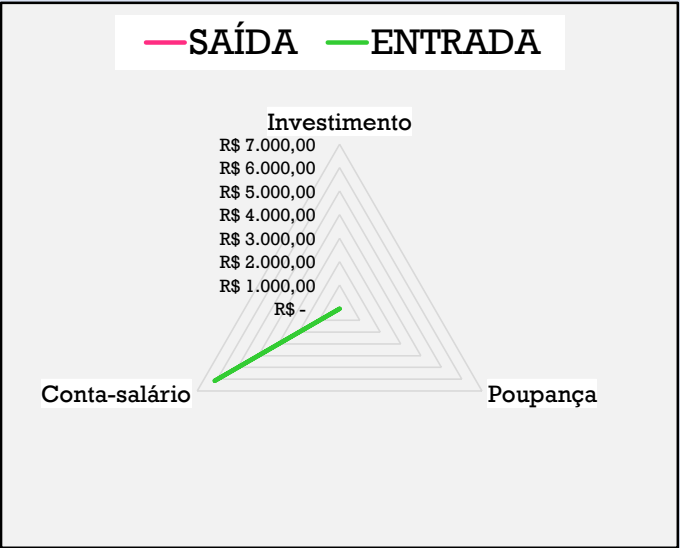 SAÍDA ENTRADA
Investimento
R$ 7.000,00
R$ 6.000,00
R$ 5.000,00
R$ 4.000,00
R$ 3.000,00
R$ 2.000,00
R$ 1.000,00
R$ -
Conta-salário
Poupança